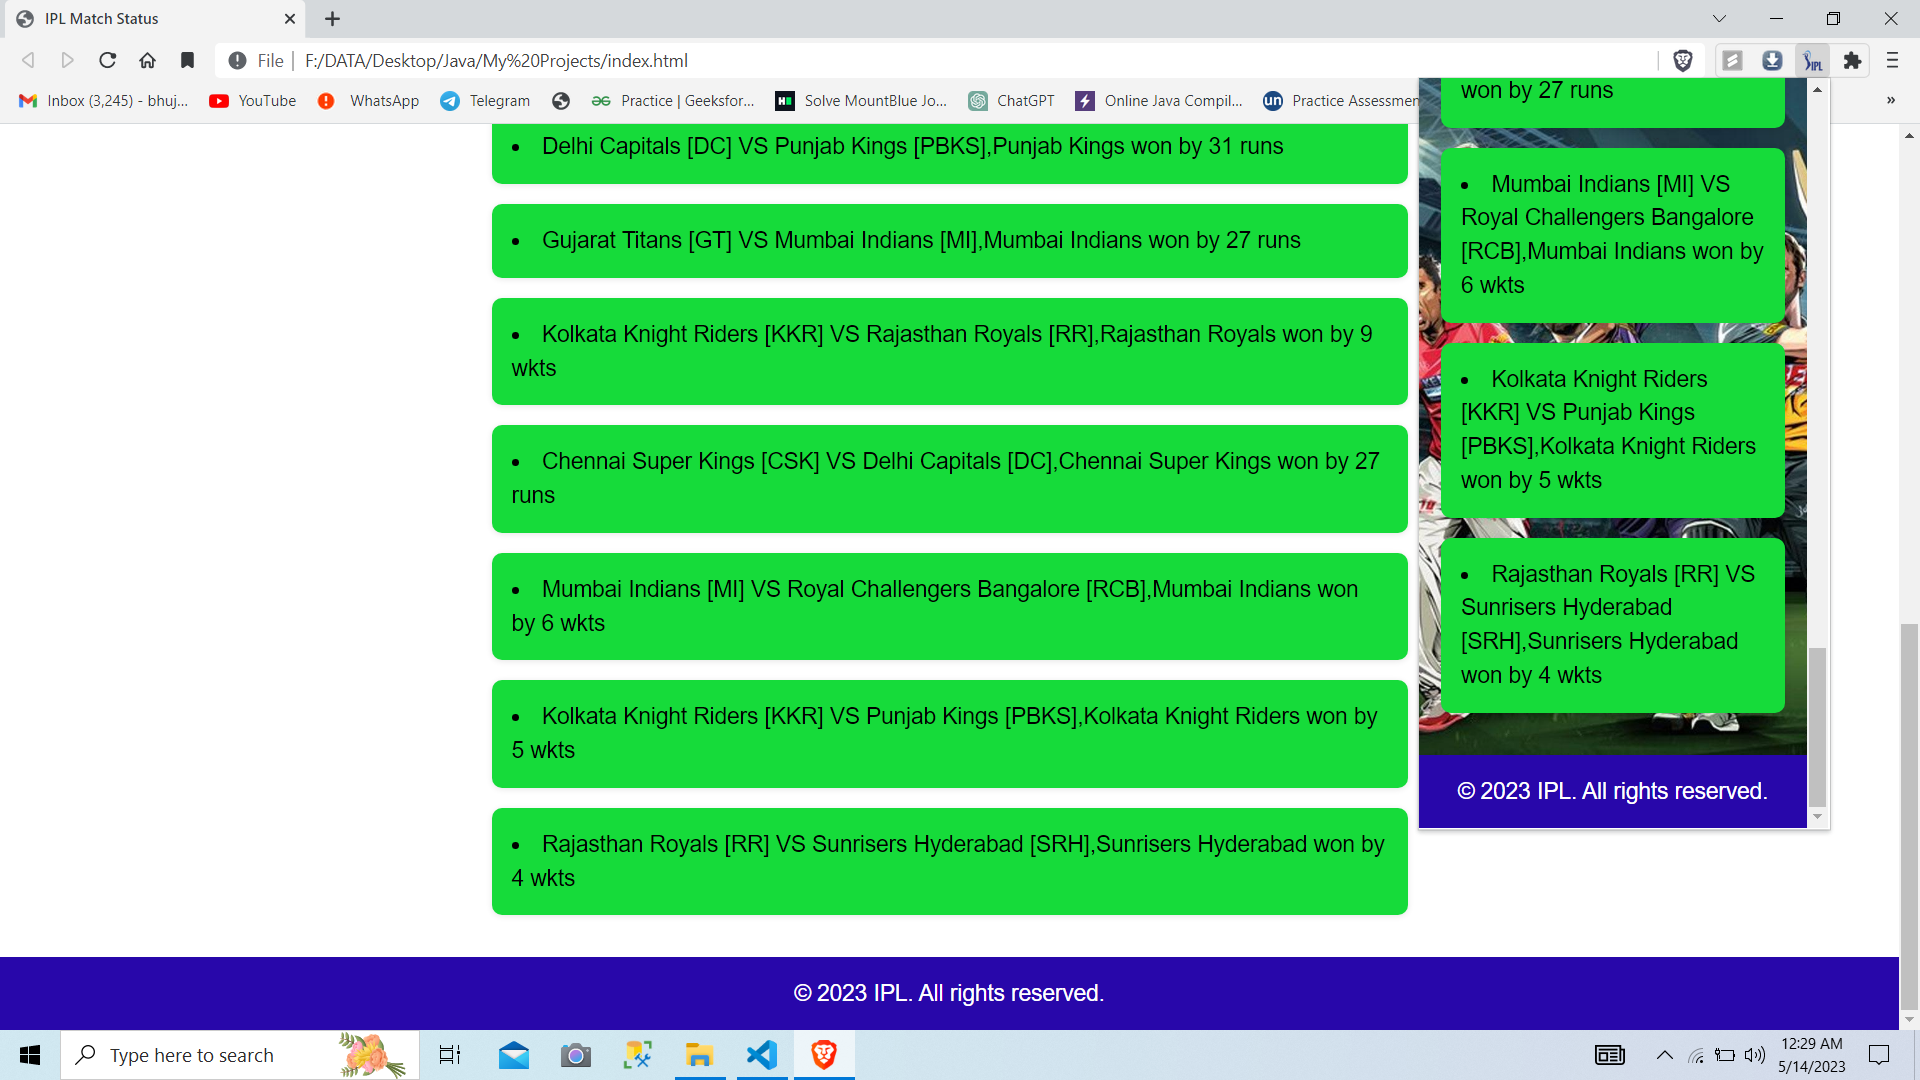 IPL Match Status
File
F:/DATA/Desktop/Java/My%20Projects/index.html
IPL
Inbox (3,245) - bhuj...
YouTube
WhatsApp
Telegram
Practice | Geeksfor...
Solve MountBlue Jo...
ChatGPT
Online Java Compil...
un
Practice Assessmen
»
• Delhi Capitals [DC] VS Punjab Kings [PBKS],Punjab Kings won by 31 runs
• Gujarat Titans [GT] VS Mumbai Indians [MI],Mumbai Indians won by 27 runs
• Kolkata Knight Riders [KKR] VS Rajasthan Royals [RR],Rajasthan Royals won by 9
wkts
• Chennai Super Kings [CSK] VS Delhi Capitals [DC],Chennai Super Kings won by 27
runs
• Mumbai Indians [MI] VS Royal Challengers Bangalore [RCB],Mumbai Indians won
by 6 wkts
• Kolkata Knight Riders [KKR] VS Punjab Kings [PBKS],Kolkata Knight Riders won by
5 wkts
• Rajasthan Royals [RR] VS Sunrisers Hyderabad [SRH],Sunrisers Hyderabad won by
4 wkts
© 2023 IPL. All rights reserved.
won by 27 runs
• Mumbai Indians [MI] VS
Royal Challengers Bangalore
[RCB],Mumbai Indians won by
6 wkts
• Kolkata Knight Riders
[KKR] VS Punjab Kings
[PBKS],Kolkata Knight Riders
won by 5 wkts
• Rajasthan Royals [RR] VS
Sunrisers Hyderabad
[SRH],Sunrisers Hyderabad
won by 4 wkts
© 2023 IPL. All rights reserved.
Type here to search
12:29 AM
5/14/2023